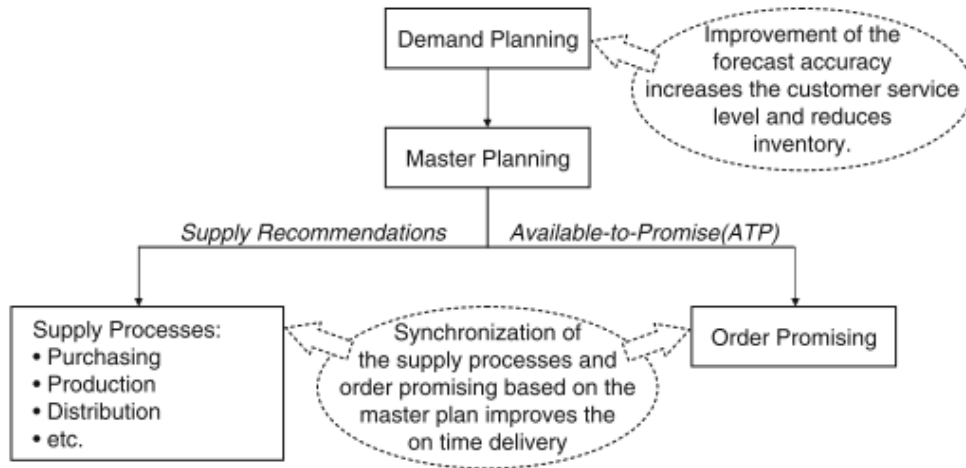 Demand Planning
Improvement of the
forecast accuracy
increases the customer service
level and reduces
inventory.
Master Planning
Supply Recommendations
Available-to-Promise(ATP)
Supply Processes:
• Purchasing
• Production
• Distribution
• etc.
Synchronization of
the supply processes and
order promising based on the
master plan improves the
on time delivery
Order Promising